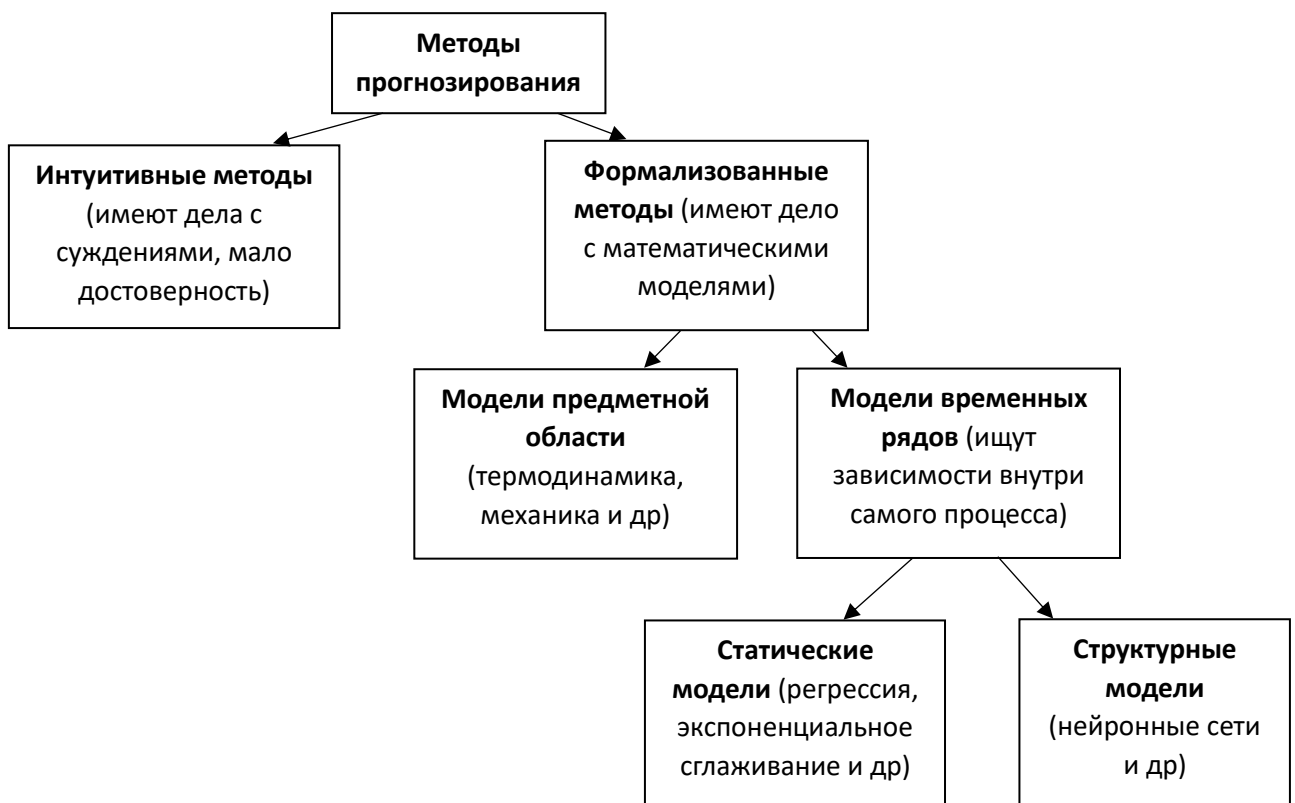 Методы
прогнозирования
Интуитивные методы
(имеют дела с
суждениями, мало
достоверность)
Формализованные
методы (имеют дело
с математическими
моделями)
Модели предметной
области
(термодинамика,
механика и др)
Модели временных
рядов (ищут
зависимости внутри
самого процесса)
Статические
модели (регрессия,
экспоненциальное
сглаживание и др)
Структурные
модели
(нейронные сети
и др)